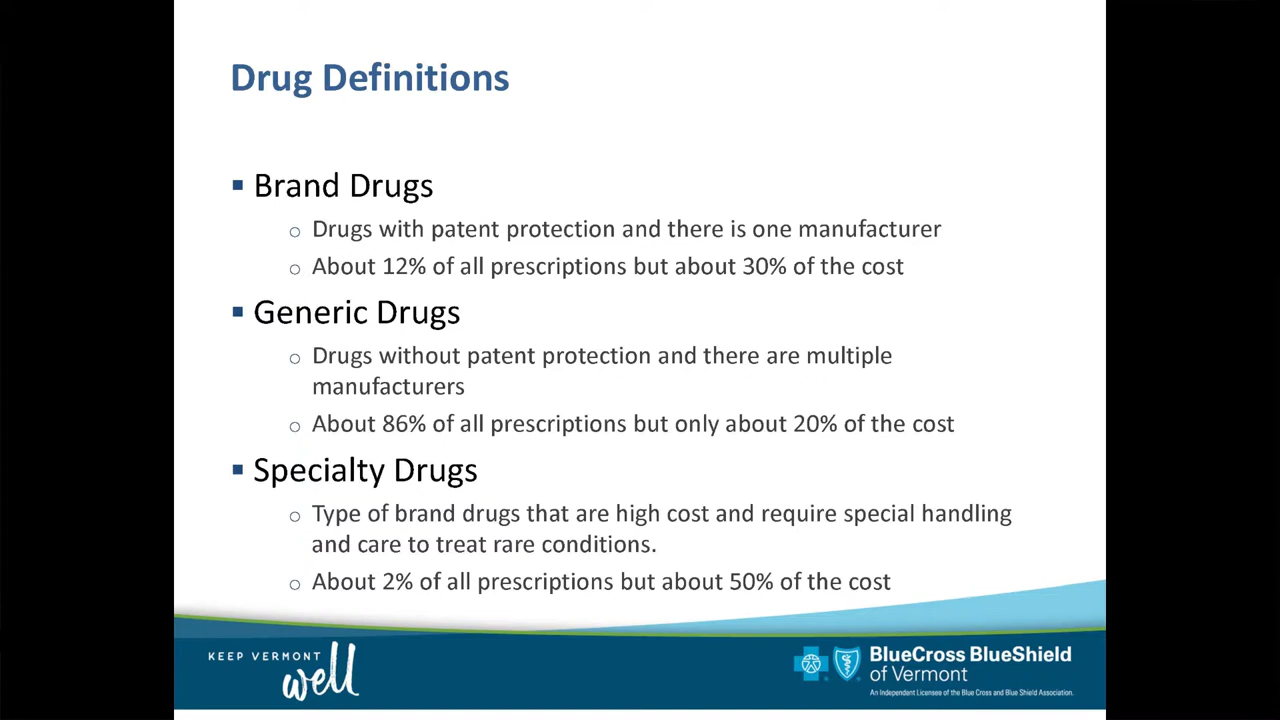 Drug Definitions
▪ Brand Drugs
○ Drugs with patent protection and there is one manufacturer
○ About 12% of all prescriptions but about 30% of the cost
▪ Generic Drugs
○ Drugs without patent protection and there are multiple
manufacturers
○ About 86% of all prescriptions but only about 20% of the cost
▪ Specialty Drugs
○ Type of brand drugs that are high cost and require special handling
and care to treat rare conditions.
○ About 2% of all prescriptions but about 50% of the cost
KEEP VERMONT
well
BlueCross BlueShield
of Vermont
An Independent Licensee of the Blue Cross and Blue Shield Association.